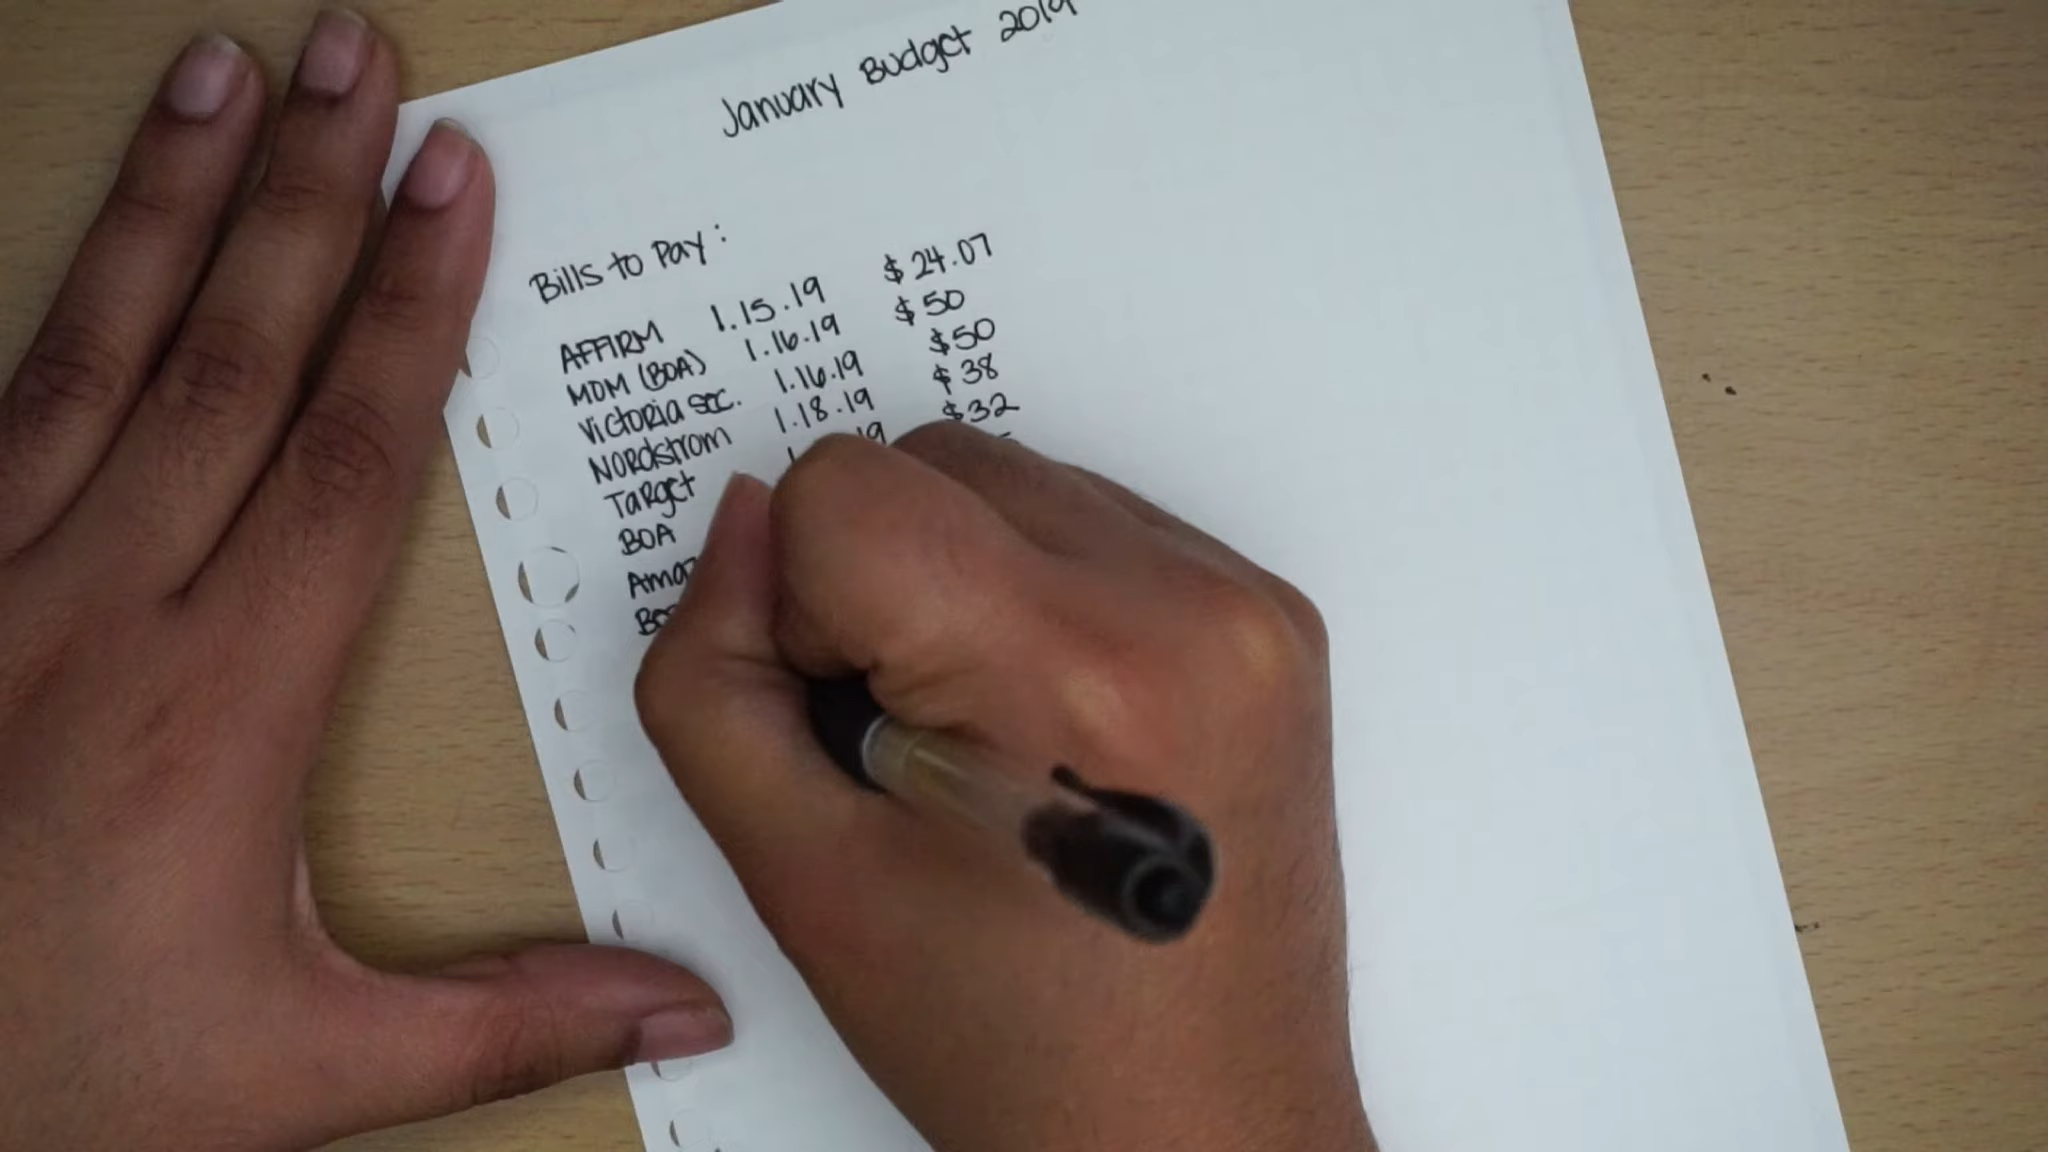 January Budget 2019
Bills to Pay:
AFFIRM 1.15.19 $24.07
MOM (BOA) 1.16.19 $50
Victoria Sec. 1.16.19 $50
Nordstrom 1.18.19 $38
Target $32
BOA